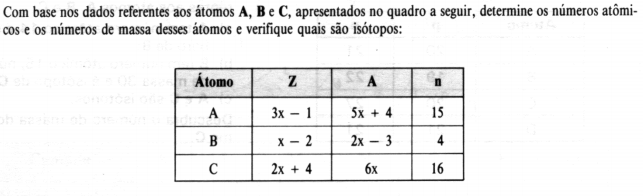 Com base nos dados referentes aos átomos A, B e C, apresentados no quadro a seguir, determine os números atômi-
cos e os números de massa desses átomos e verifique quais são isótopos:
Átomo Z A n
A 3x − 1 5x + 4 15
B x − 2 2x − 3 4
C 2x + 4 6x 16